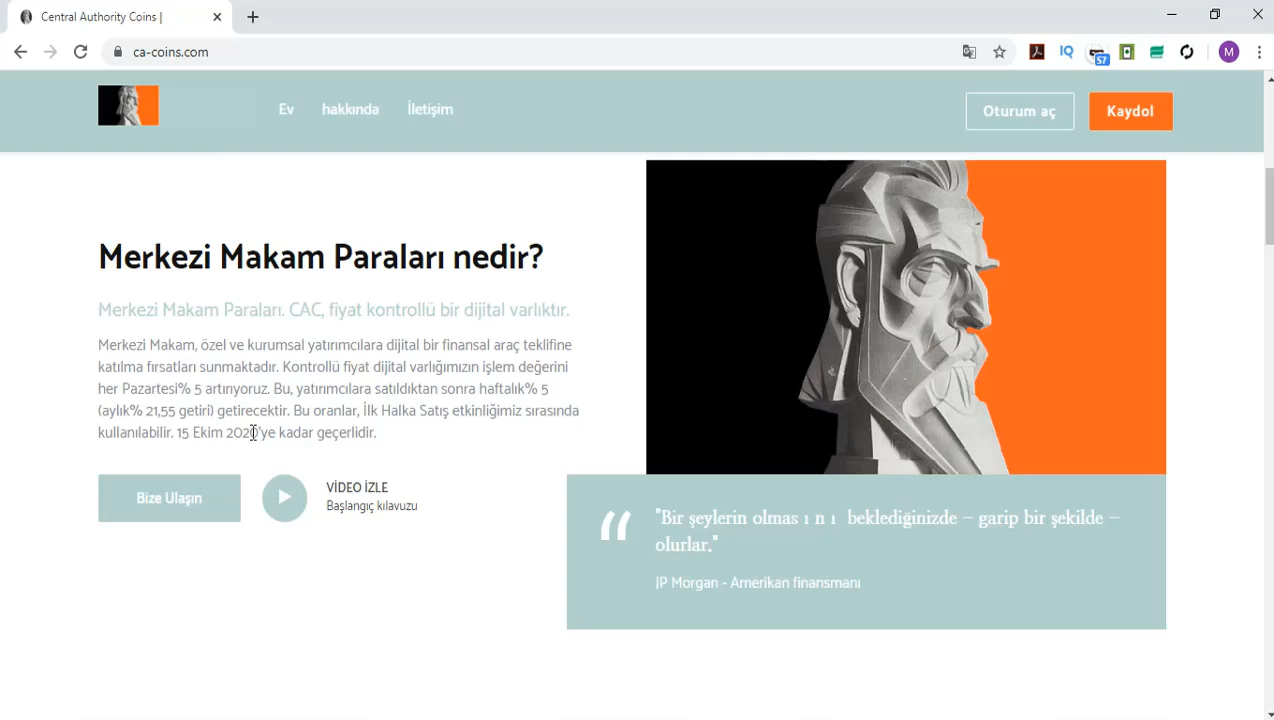 Central Authority Coins |
ca-coins.com
57
M
Ev hakkında İletişim
Oturum aç
Kaydol
Merkezi Makam Paraları nedir?
Merkezi Makam Paraları. CAC, fiyat kontrollü bir dijital varlıktır.
Merkezi Makam, özel ve kurumsal yatırımcılara dijital bir finansal araç teklifine
katılma fırsatları sunmaktadır. Kontrollü fiyat dijital varlığımızın işlem değerini
her Pazartesi% 5 artırıyoruz. Bu, yatırımcılara satıldıktan sonra haftalık% 5
(aylık% 21,55 getiri) getirecektir. Bu oranlar, İlk Halka Satış etkinliğimiz sırasında
kullanılabilir. 15 Ekim 2020'ye kadar geçerlidir.
Bize Ulaşın
VİDEO İZLE
Başlangıç kılavuzu
"Bir şeylerin olmas ı n ı beklediğinizde – garip bir şekilde –
olurlar."
JP Morgan - Amerikan finansmanı